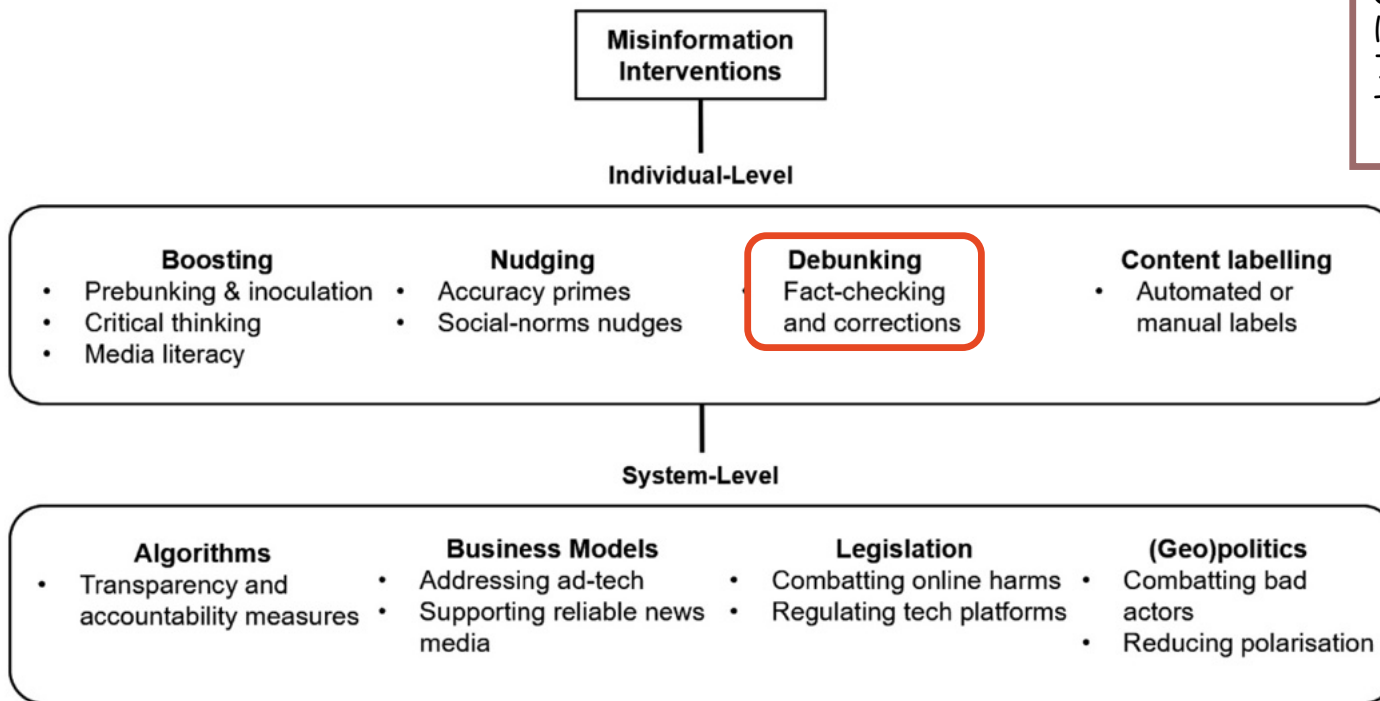 Misinformation
Interventions
Individual-Level
Boosting
• Prebunking & inoculation
• Critical thinking
• Media literacy
Nudging
• Accuracy primes
• Social-norms nudges
Debunking
Fact-checking
and corrections
Content labelling
• Automated or
manual labels
System-Level
Algorithms
• Transparency and
accountability measures
Business Models
• Addressing ad-tech
• Supporting reliable news
media
Legislation
• Combatting online harms
• Regulating tech platforms
(Geo)politics
• Combatting bad
actors
• Reducing polarisation